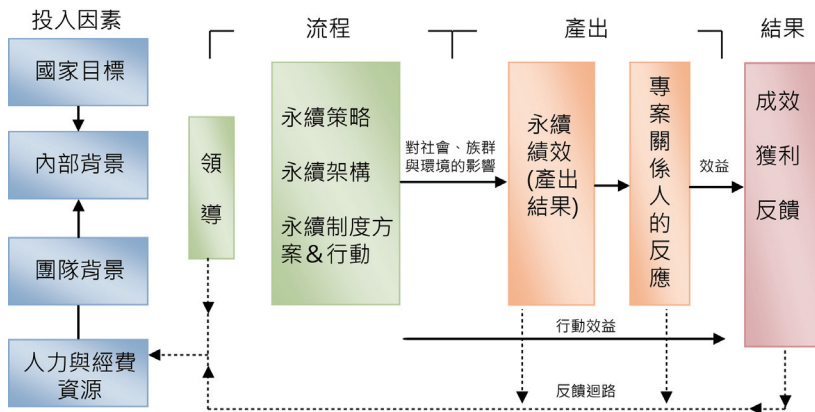 投入因素
流程
產出
結果
國家目標
內部背景
團隊背景
人力與經費
資源
領
導
永續策略
永續架構
永續制度方
案＆行動
對社會、族群
與環境的影響
永續
績效
(產出
結果)
專案關係人的反應
效益
成效
獲利
反饋
行動效益
反饋迴路